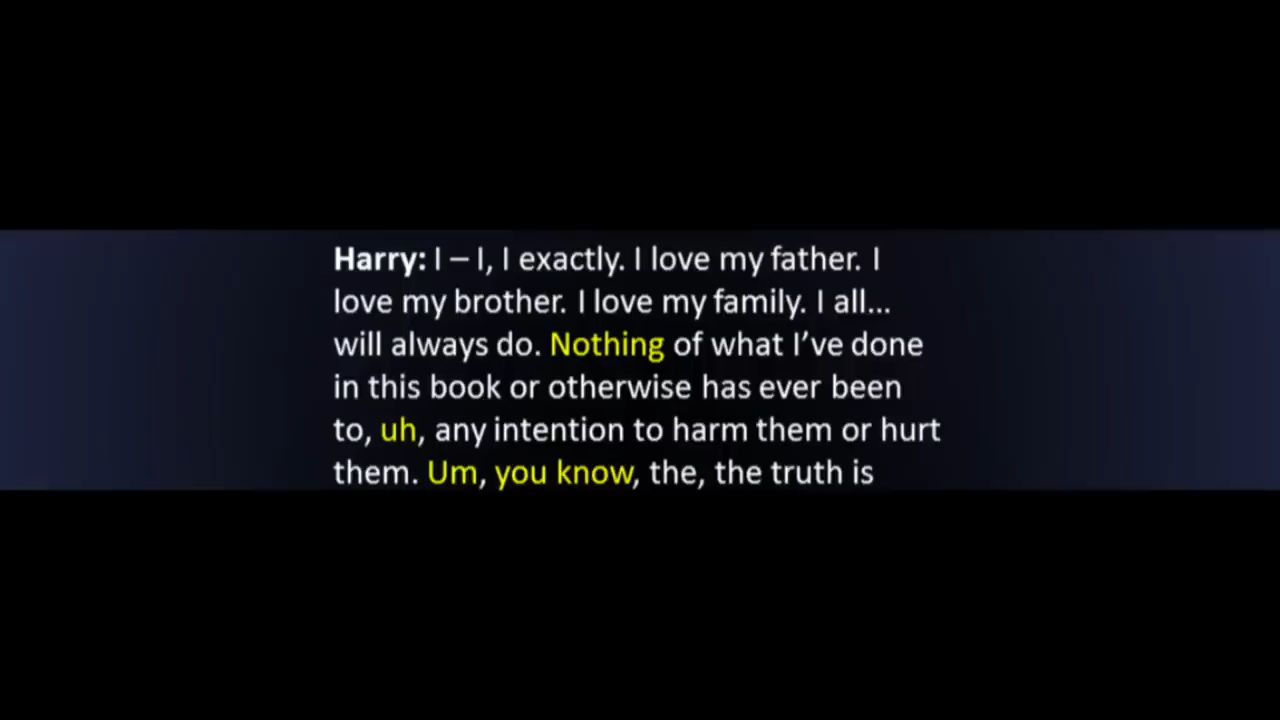 Harry: I – I, I exactly. I love my father. I
love my brother. I love my family. I all...
will always do. Nothing of what I’ve done
in this book or otherwise has ever been
to, uh, any intention to harm them or hurt
them. Um, you know, the, the truth is